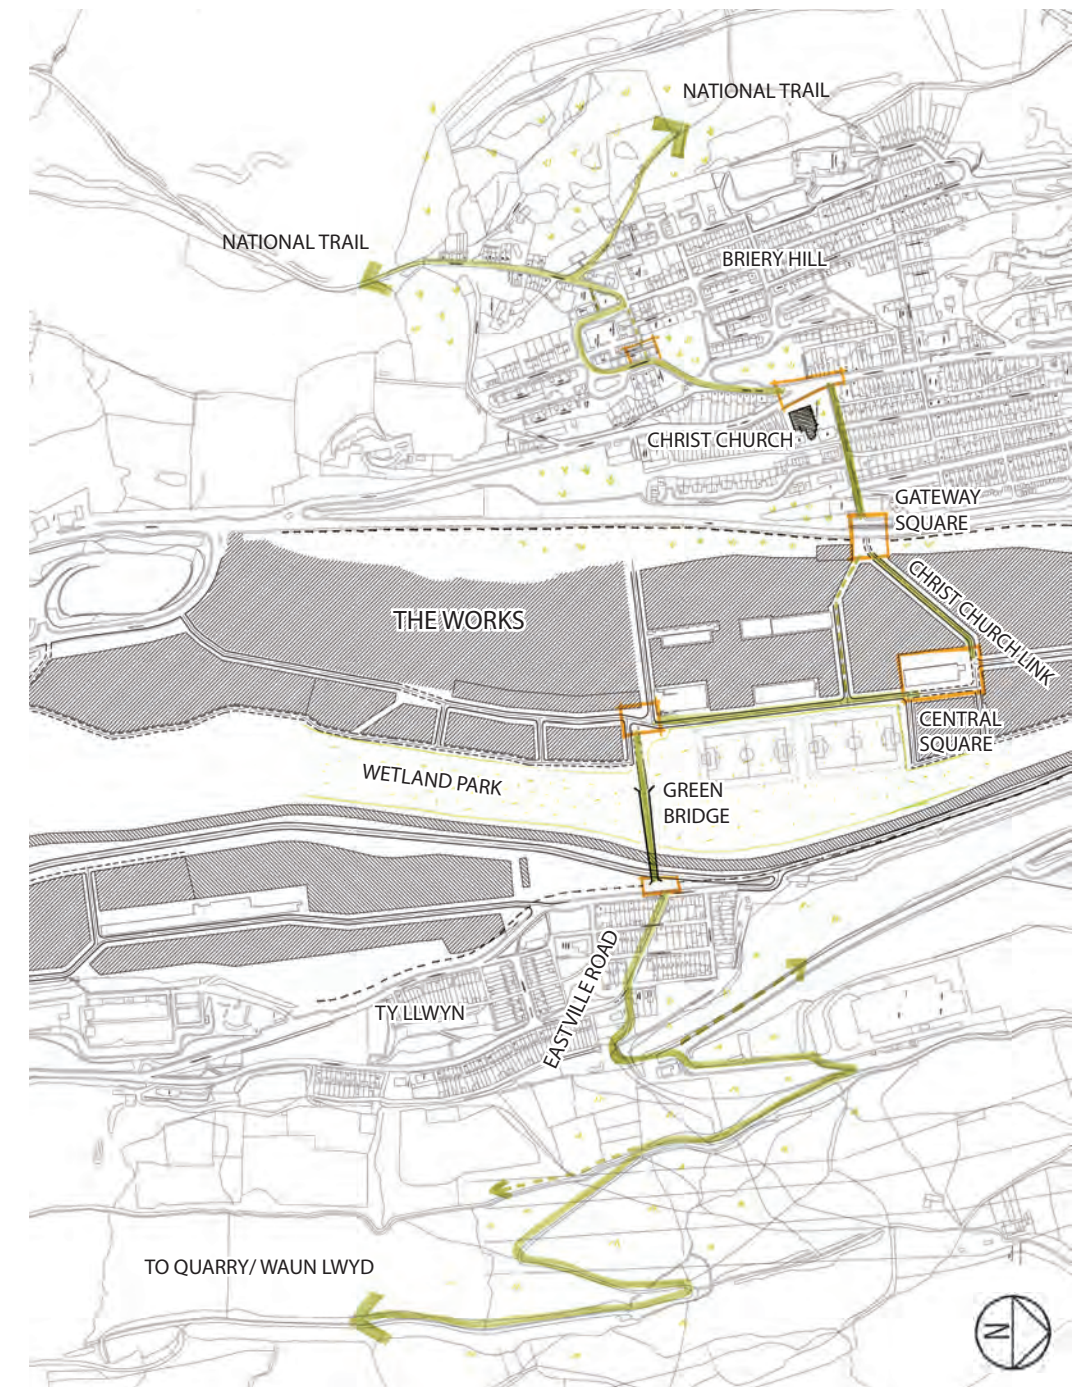 NATIONAL TRAIL
NATIONAL TRAIL
BRIERY HILL
CHRIST CHURCH
GATEWAY
SQUARE
CHRIST CHURCH LINK
THE WORKS
CENTRAL
SQUARE
WETLAND PARK
GREEN
BRIDGE
EASTVILLE ROAD
TY LLWYN
TO QUARRY/ WAUN LWYD
N